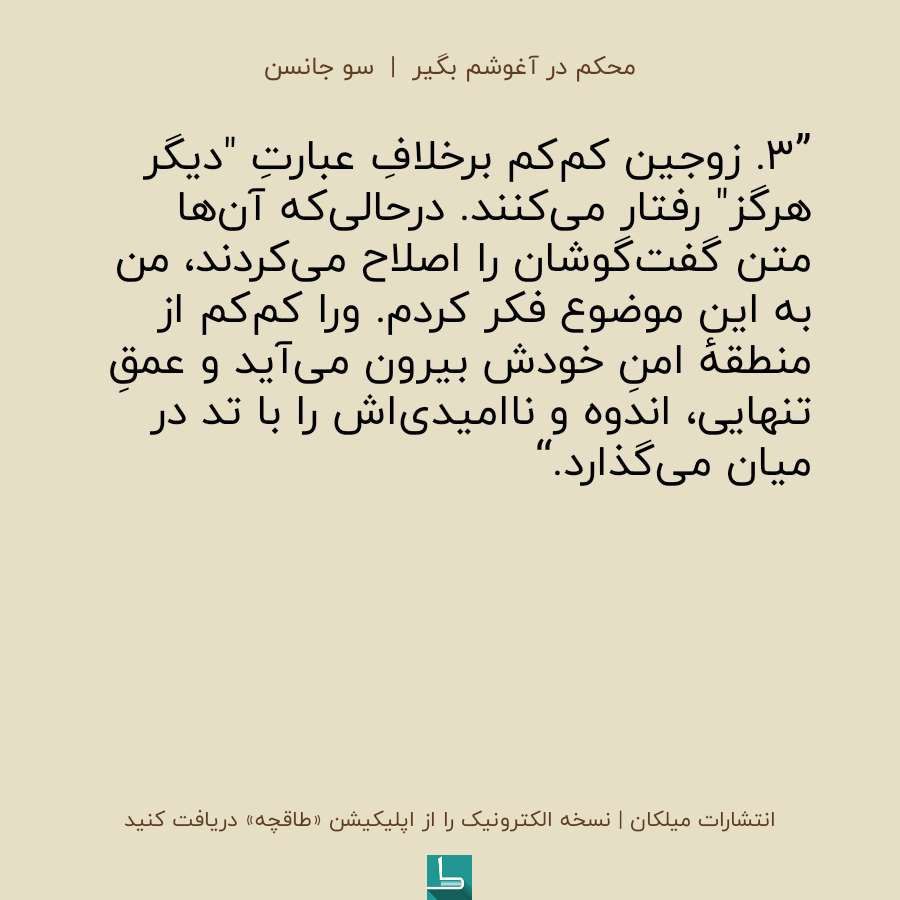 محکم در آغوشم بگیر | سو جانسن
”۳. زوجین کم‌کم برخلافِ عبارتِ "دیگر
هرگز" رفتار می‌کنند. درحالی‌که آن‌ها
متن گفت‌گوشان را اصلاح می‌کردند، من
به این موضوع فکر کردم. ورا کم‌کم از
منطقهٔ امنِ خودش بیرون می‌آید و عمقِ
تنهایی، اندوه و ناامیدی‌اش را با تد در
میان می‌گذارد.“
انتشارات میلکان | نسخه الکترونیک را از اپلیکیشن «طاقچه» دریافت کنید